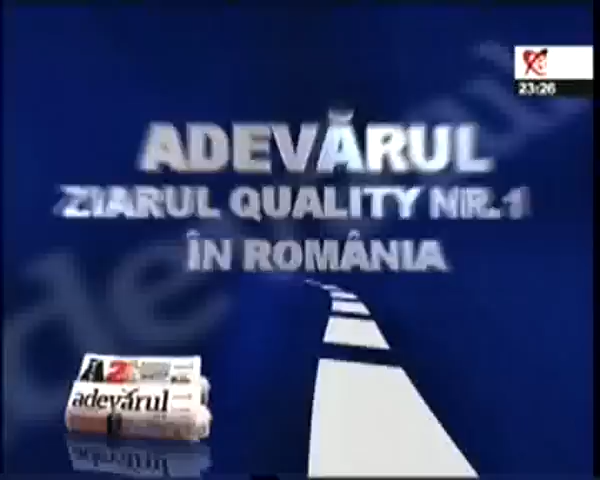 23:26
ADEVĂRUL
ZIARUL QUALITY NR.1
ÎN ROMÂNIA
adevărul